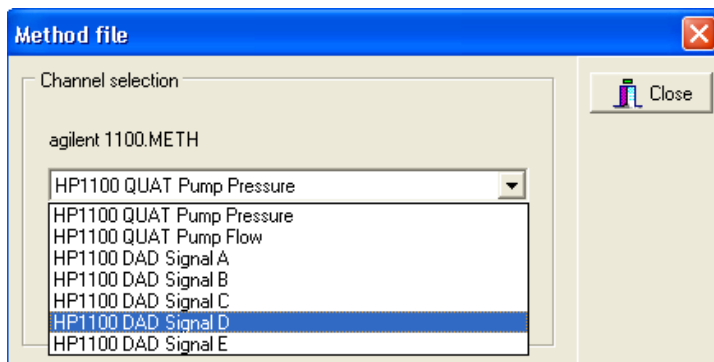 Method file
Channel selection
Close
agilent 1100.METH
HP1100 QUAT Pump Pressure
HP1100 QUAT Pump Pressure
HP1100 QUAT Pump Flow
HP1100 DAD Signal A
HP1100 DAD Signal B
HP1100 DAD Signal C
HP1100 DAD Signal D
HP1100 DAD Signal E